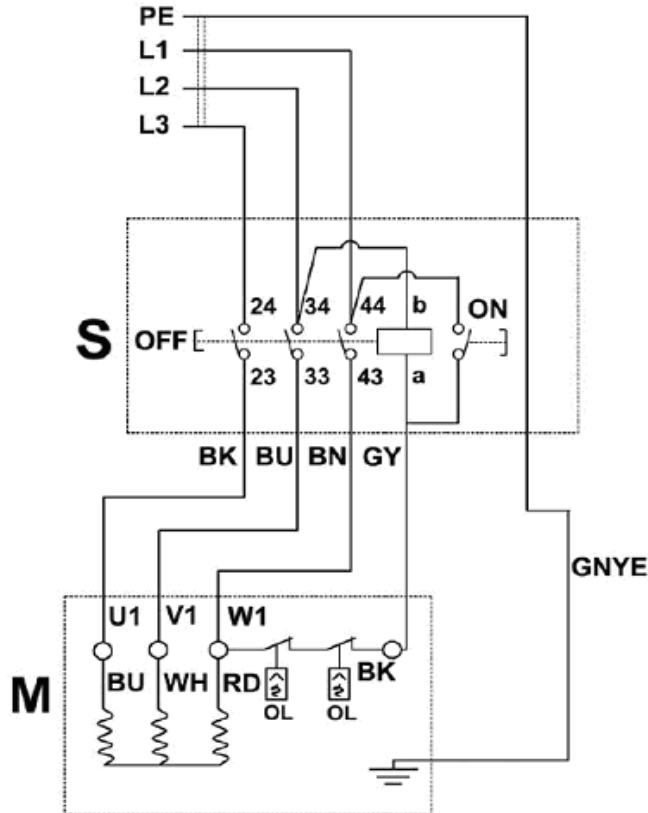 PE
L1
L2
L3
24 34 44 b ON
S OFF
23 33 43 a
BK BU BN GY
GNYE
U1 V1 W1
BU WH RD BK
M
OL OL